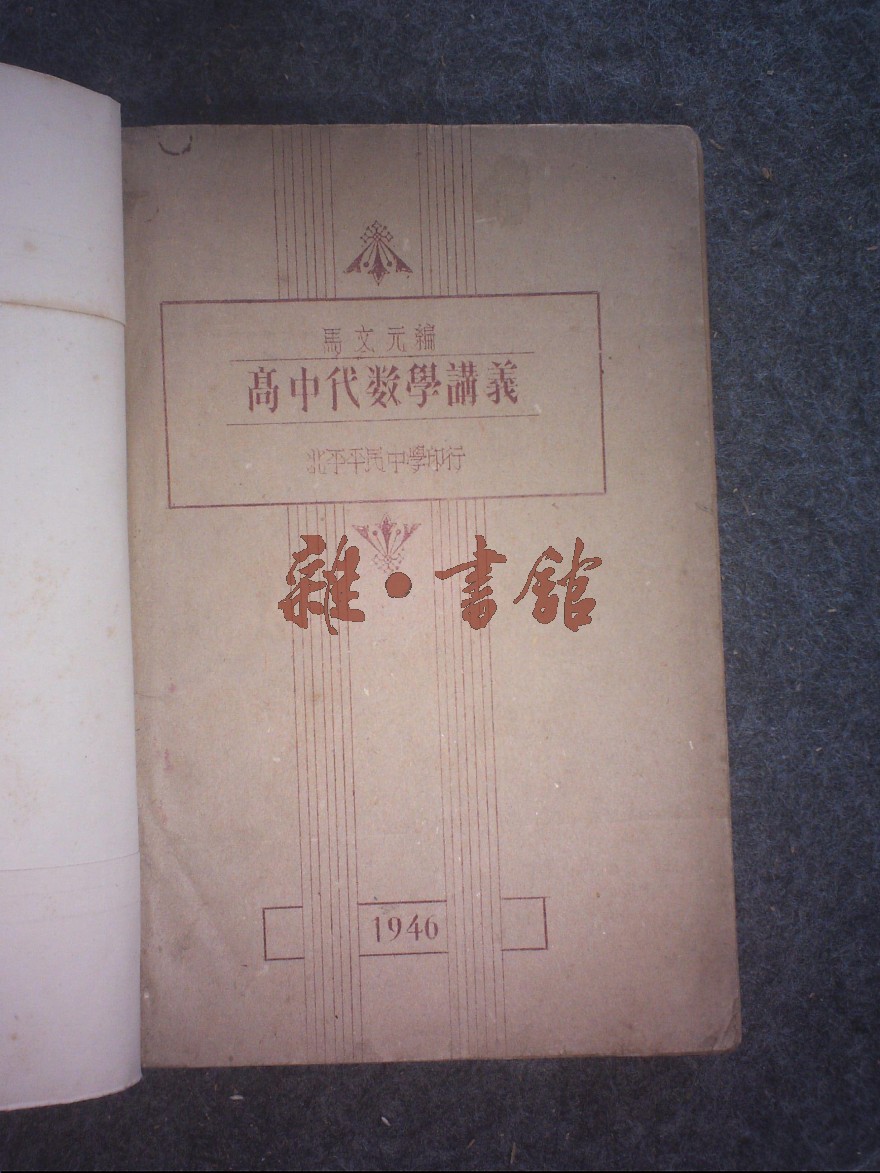 馬文元編
高中代数學講義
北平平民中學印行
雜·書館
1946